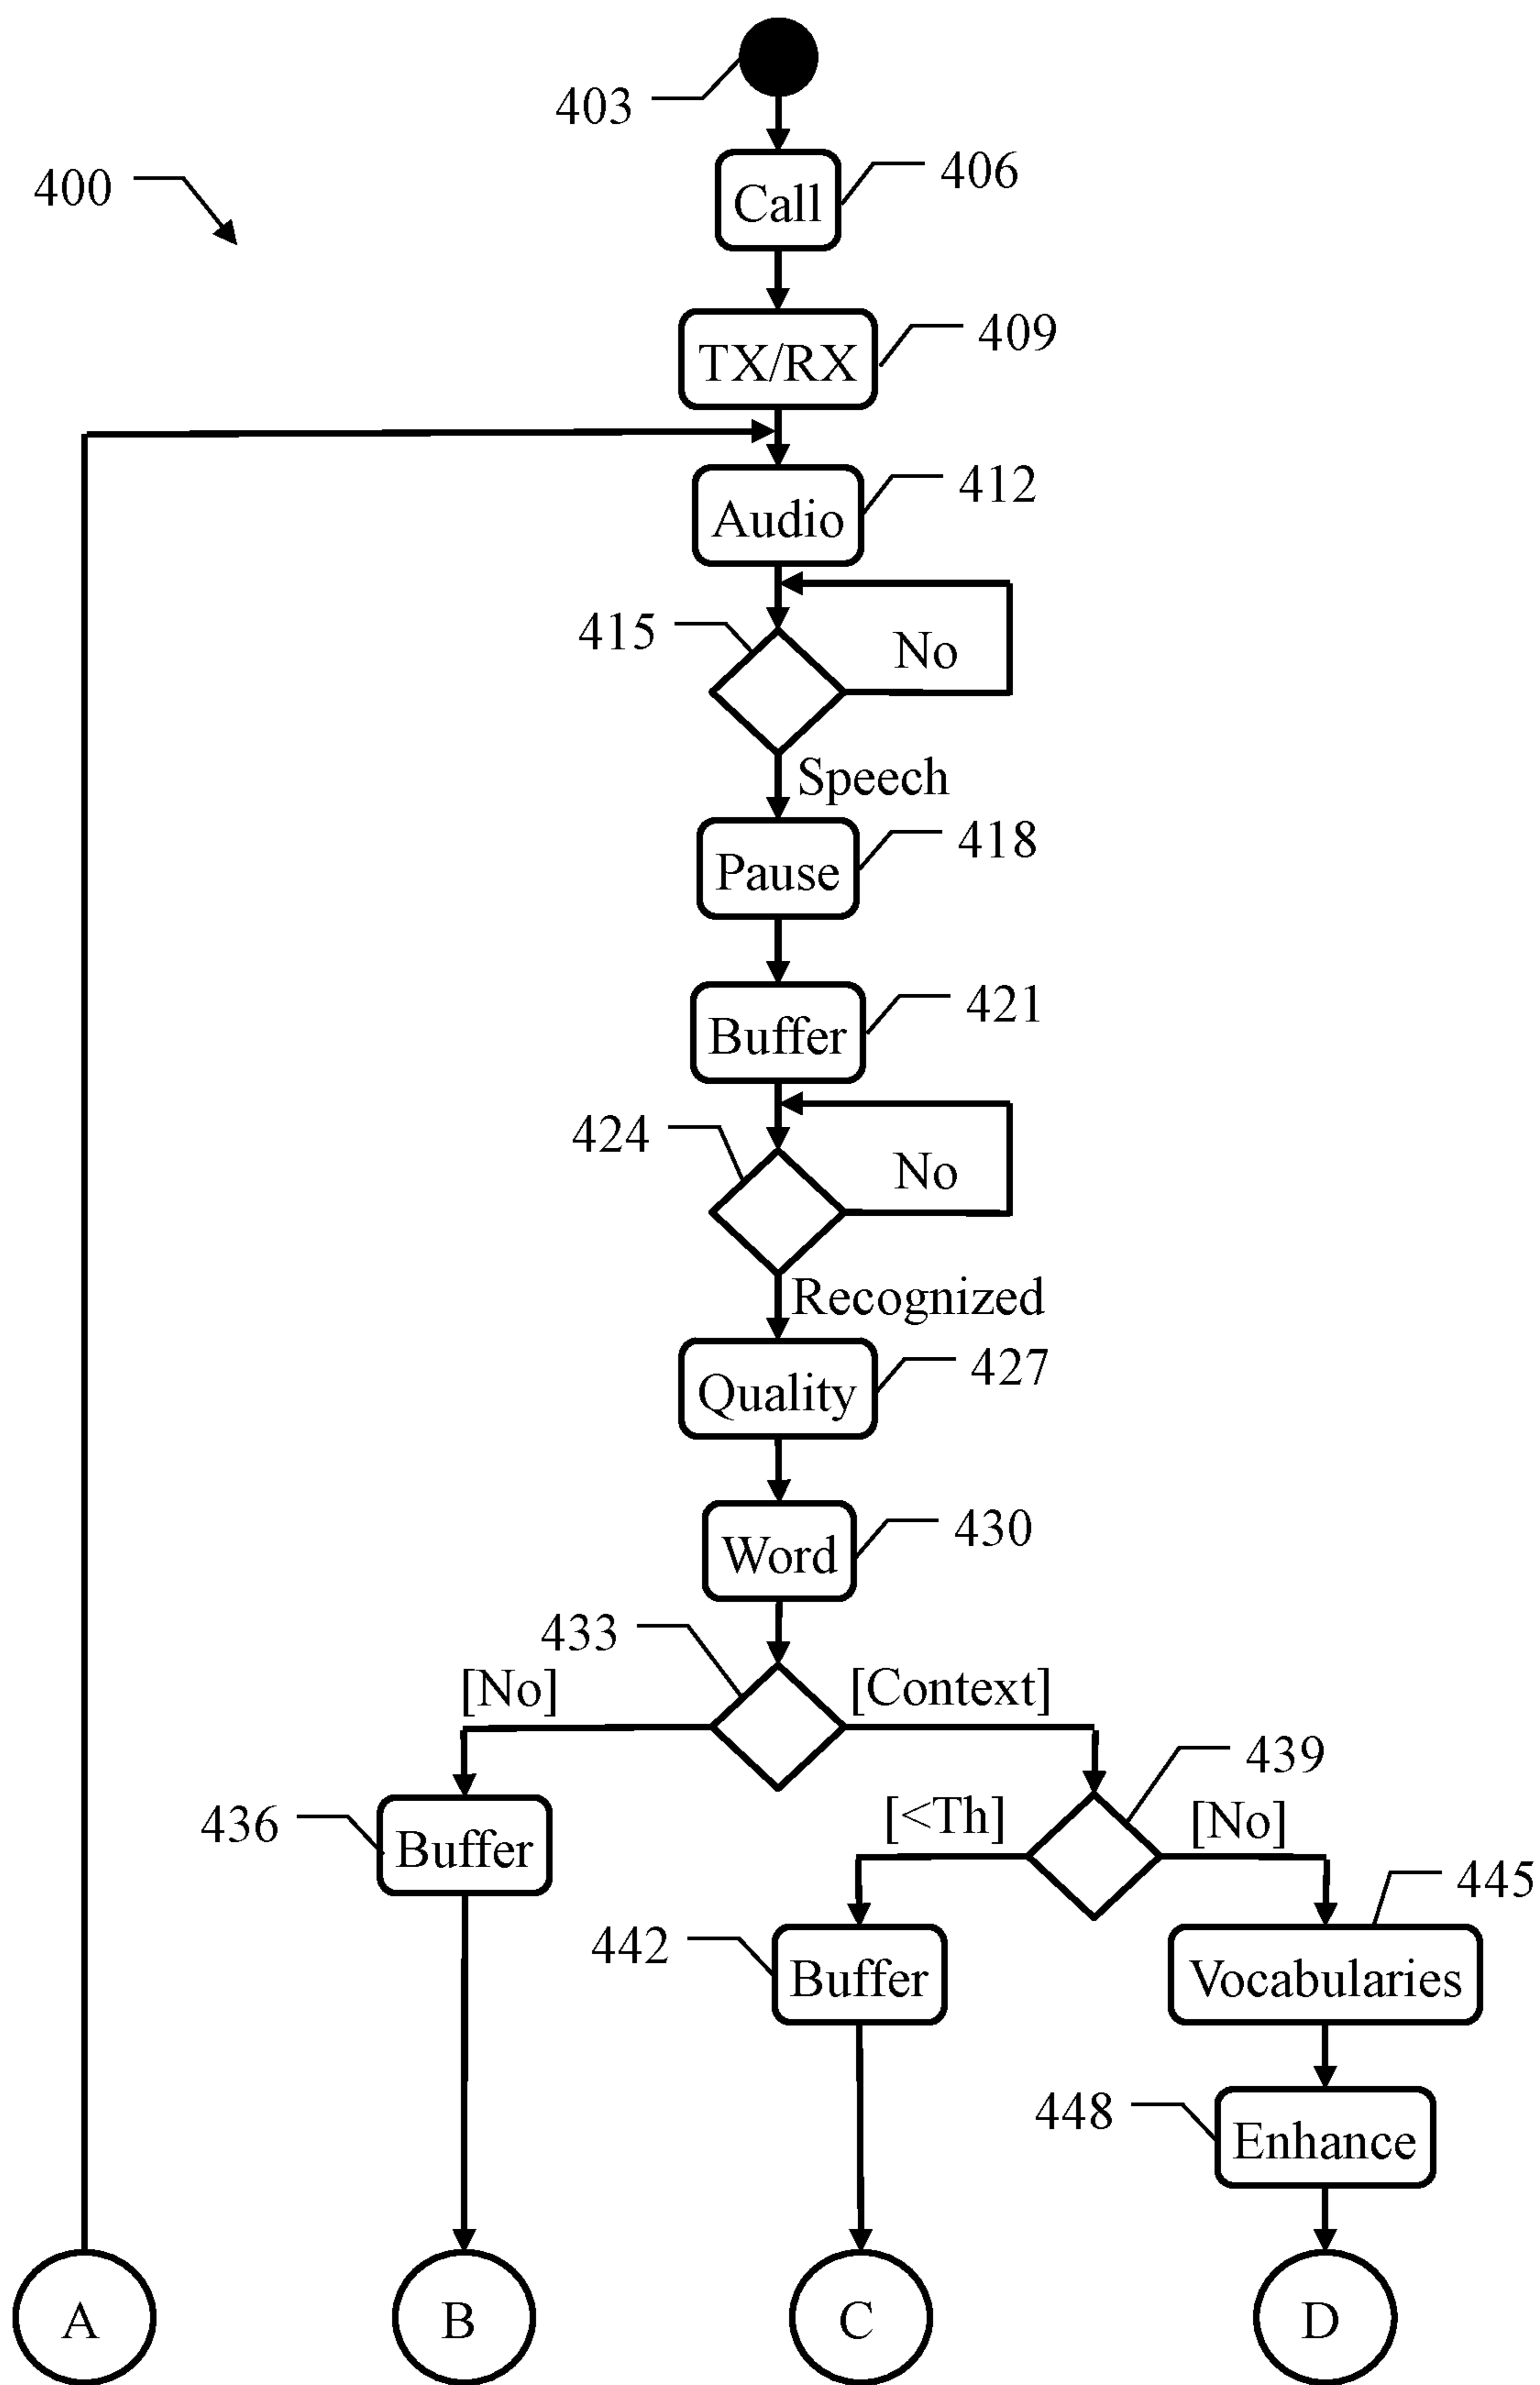 403
400
406
Call
409
TX/RX
412
Audio
415
No
Speech
418
Pause
421
Buffer
424
No
Recognized
427
Quality
430
Word
433
[No]
[Context]
439
436
Buffer
[<Th]
[No]
445
442
Buffer
Vocabularies
448
Enhance
A
B
C
D